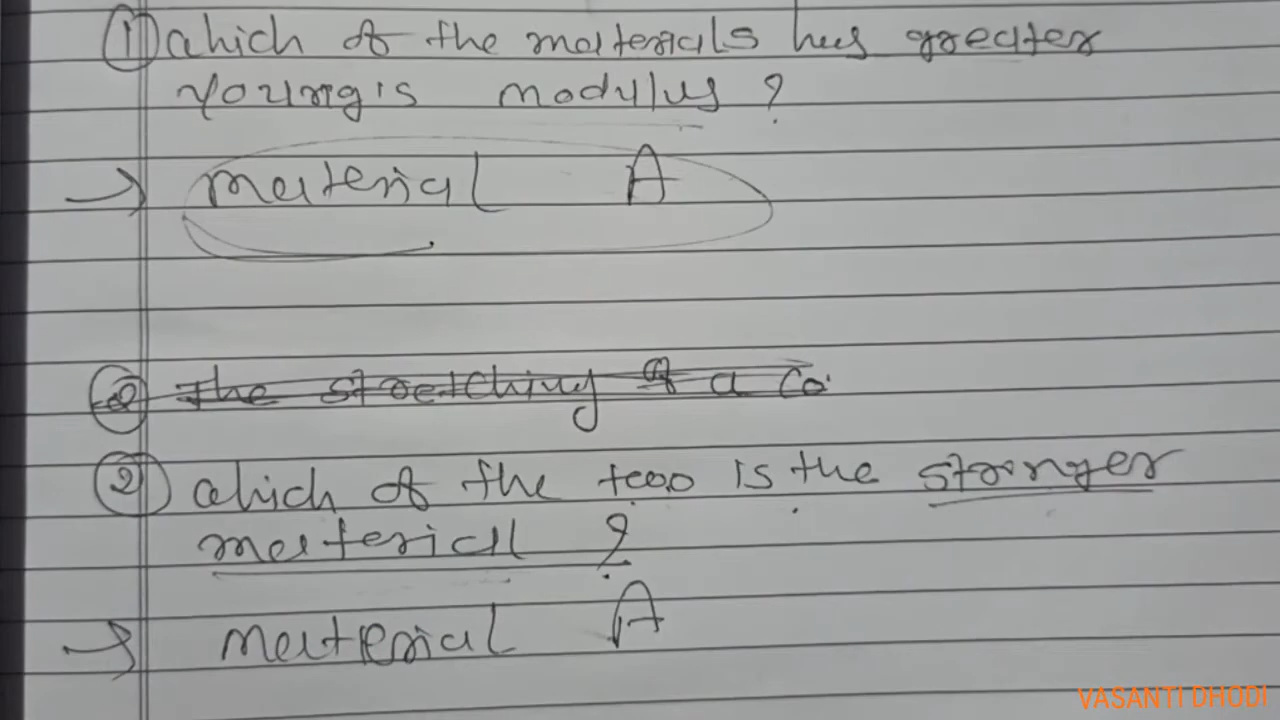 ① which of the materials has greater
young's modulus ?
→ material A
② The stretching of a Co
② which of the two is the stronger
material ?
→ material A
VASANTI DHODI